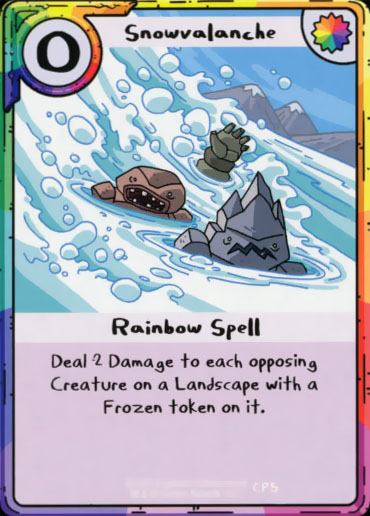 0
Snowvalanche
Rainbow Spell
Deal 2 Damage to each opposing
Creature on a Landscape with a
Frozen token on it.
CP5